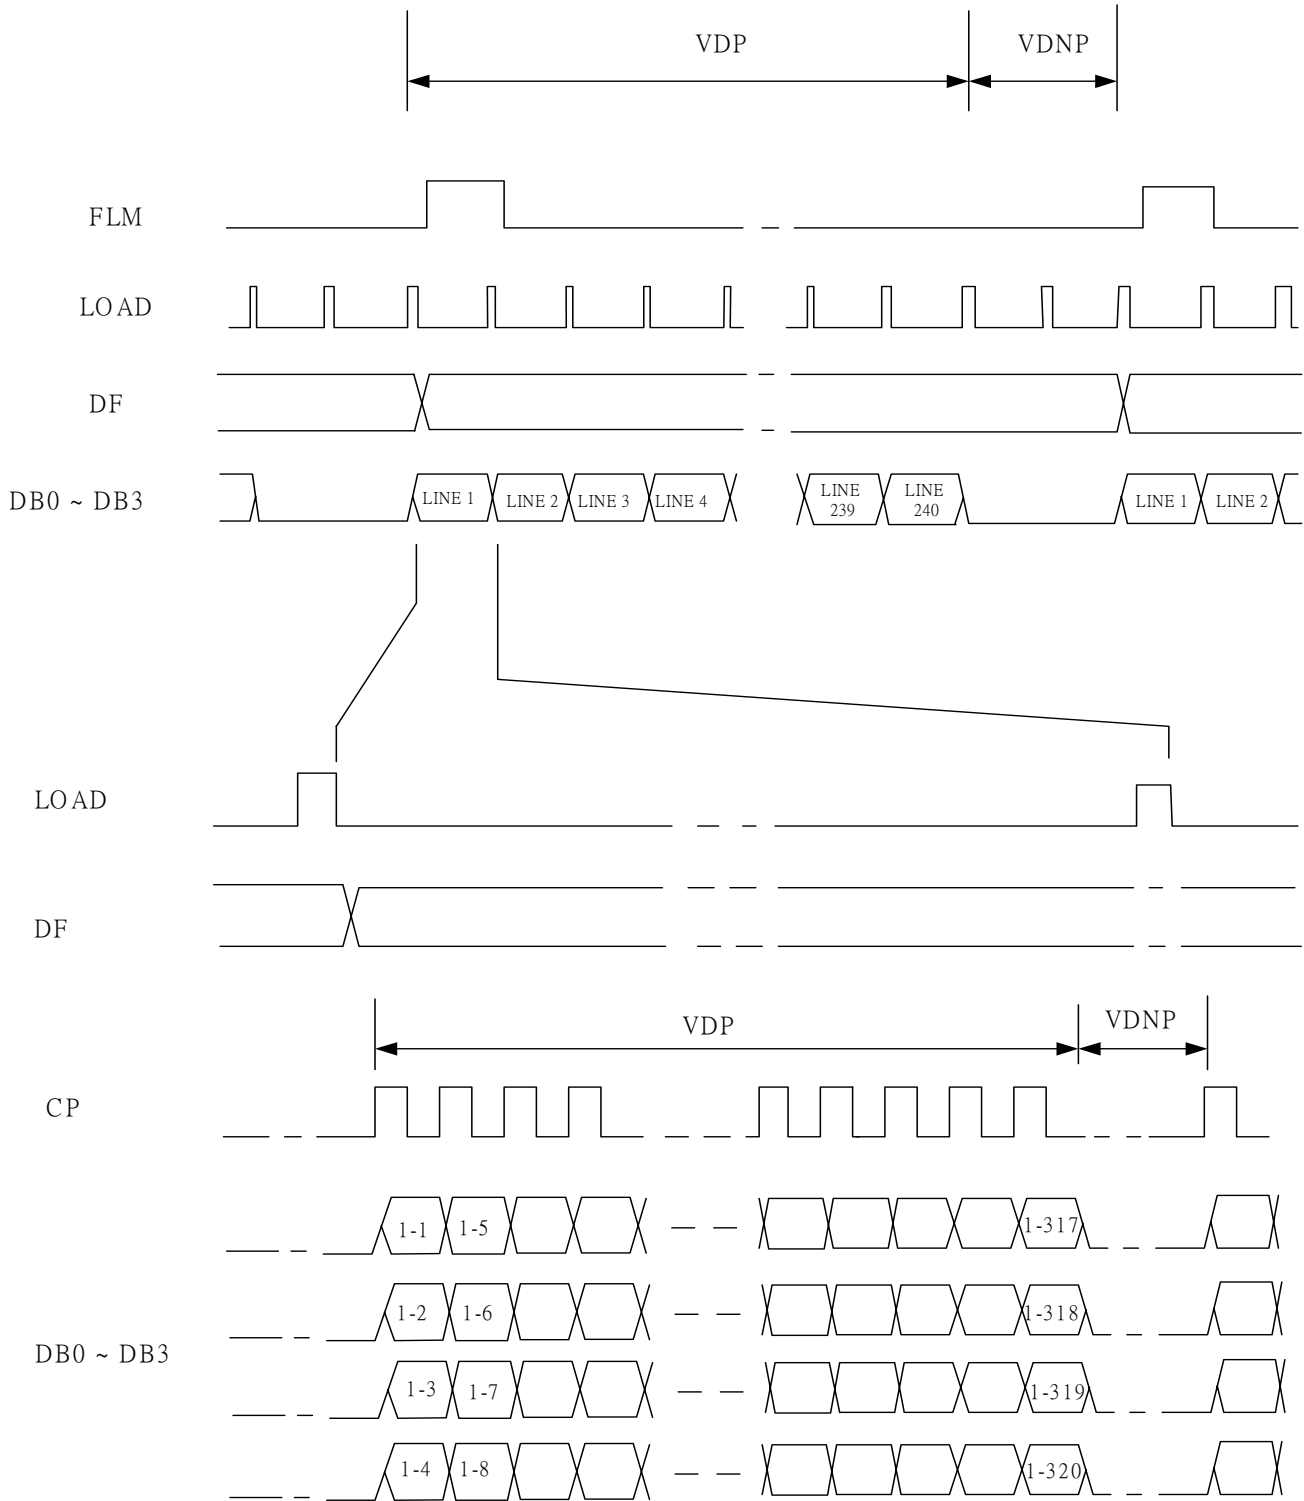 VDP VDNP
FLM
LOAD
DF
DB0 ~ DB3 LINE 1 LINE 2 LINE 3 LINE 4 LINE 239 LINE 240 LINE 1 LINE 2
LOAD
DF
VDP VDNP
CP
1-1 1-5 1-317
1-2 1-6 1-318
DB0 ~ DB3
1-3 1-7 1-319
1-4 1-8 1-320